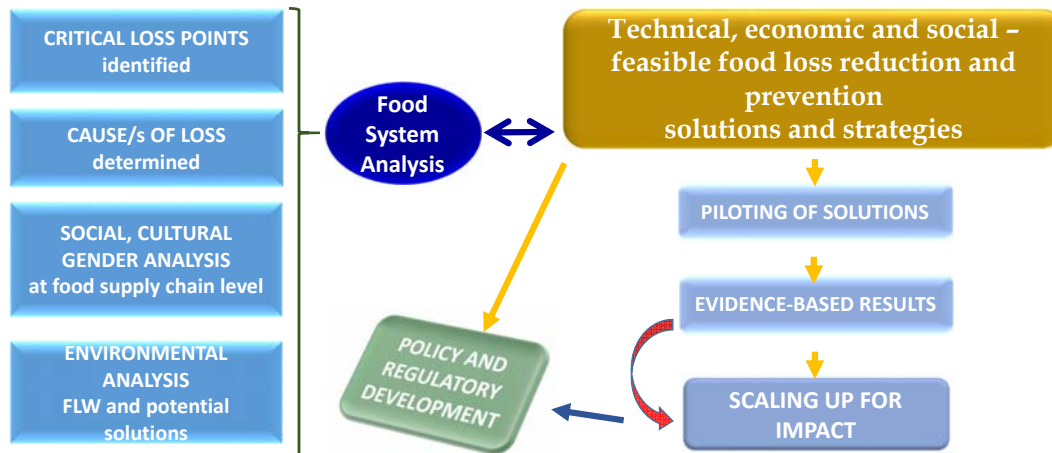 CRITICAL LOSS POINTS
identified
CAUSE/s OF LOSS
determined
SOCIAL, CULTURAL
GENDER ANALYSIS
at food supply chain level
ENVIRONMENTAL
ANALYSIS
FLW and potential
solutions
Food
System
Analysis
Technical, economic and social –
feasible food loss reduction and
prevention
solutions and strategies
PILOTING OF SOLUTIONS
EVIDENCE-BASED RESULTS
SCALING UP FOR
IMPACT
POLICY AND
REGULATORY
DEVELOPMENT